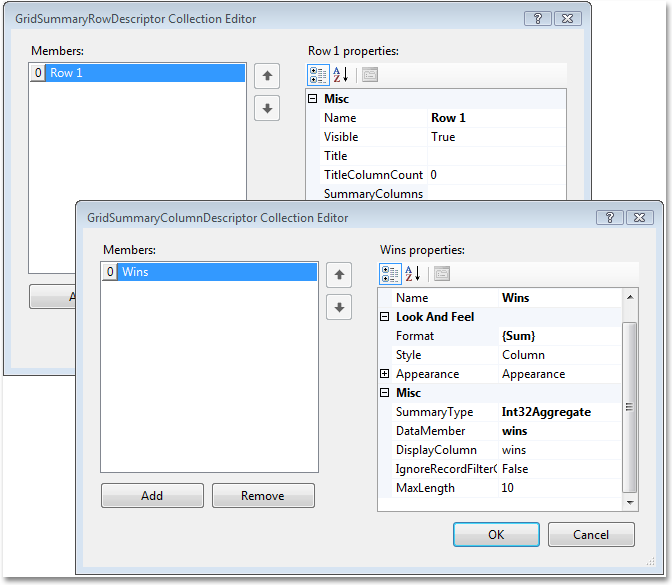 GridSummaryRowDescriptor Collection Editor
Members:
0 Row 1
Row 1 properties:
Misc
Name Row 1
Visible True
Title
TitleColumnCount 0
SummaryColumns
A
GridSummaryColumnDescriptor Collection Editor
Members:
0 Wins
Add Remove
Wins properties:
Name Wins
Look And Feel
Format {Sum}
Style Column
Appearance Appearance
Misc
SummaryType Int32Aggregate
DataMember wins
DisplayColumn wins
IgnoreRecordFilterC False
MaxLength 10
OK Cancel